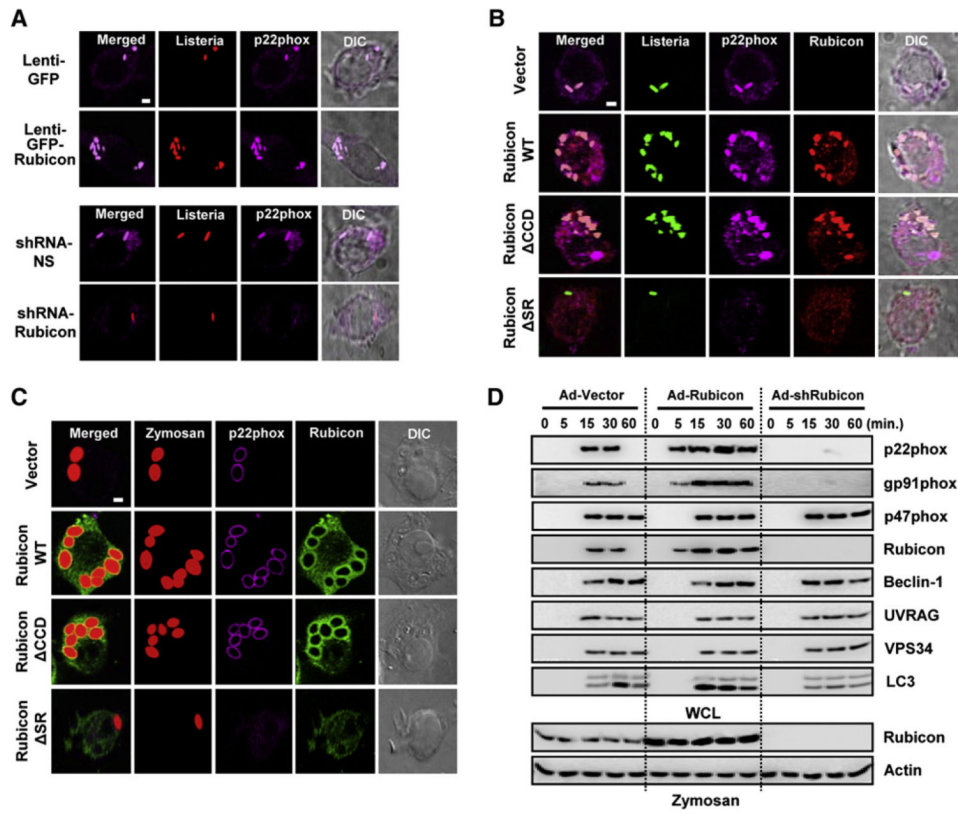 A
Merged Listeria p22phox DIC
Lenti-
GFP
Lenti-
GFP-
Rubicon
Merged Listeria p22phox DIC
shRNA-
NS
shRNA-
Rubicon
B
Merged Listeria p22phox Rubicon DIC
Vector
Rubicon
WT
Rubicon
ΔCCD
Rubicon
ΔSR
C
Merged Zymosan p22phox Rubicon DIC
Vector
Rubicon
WT
Rubicon
ΔCCD
Rubicon
ΔSR
D
Ad-Vector Ad-Rubicon Ad-shRubicon
0 5 15 30 60 0 5 15 30 60 0 5 15 30 60 (min.)
p22phox
gp91phox
p47phox
Rubicon
Beclin-1
UVRAG
VPS34
LC3
WCL
Rubicon
Actin
Zymosan